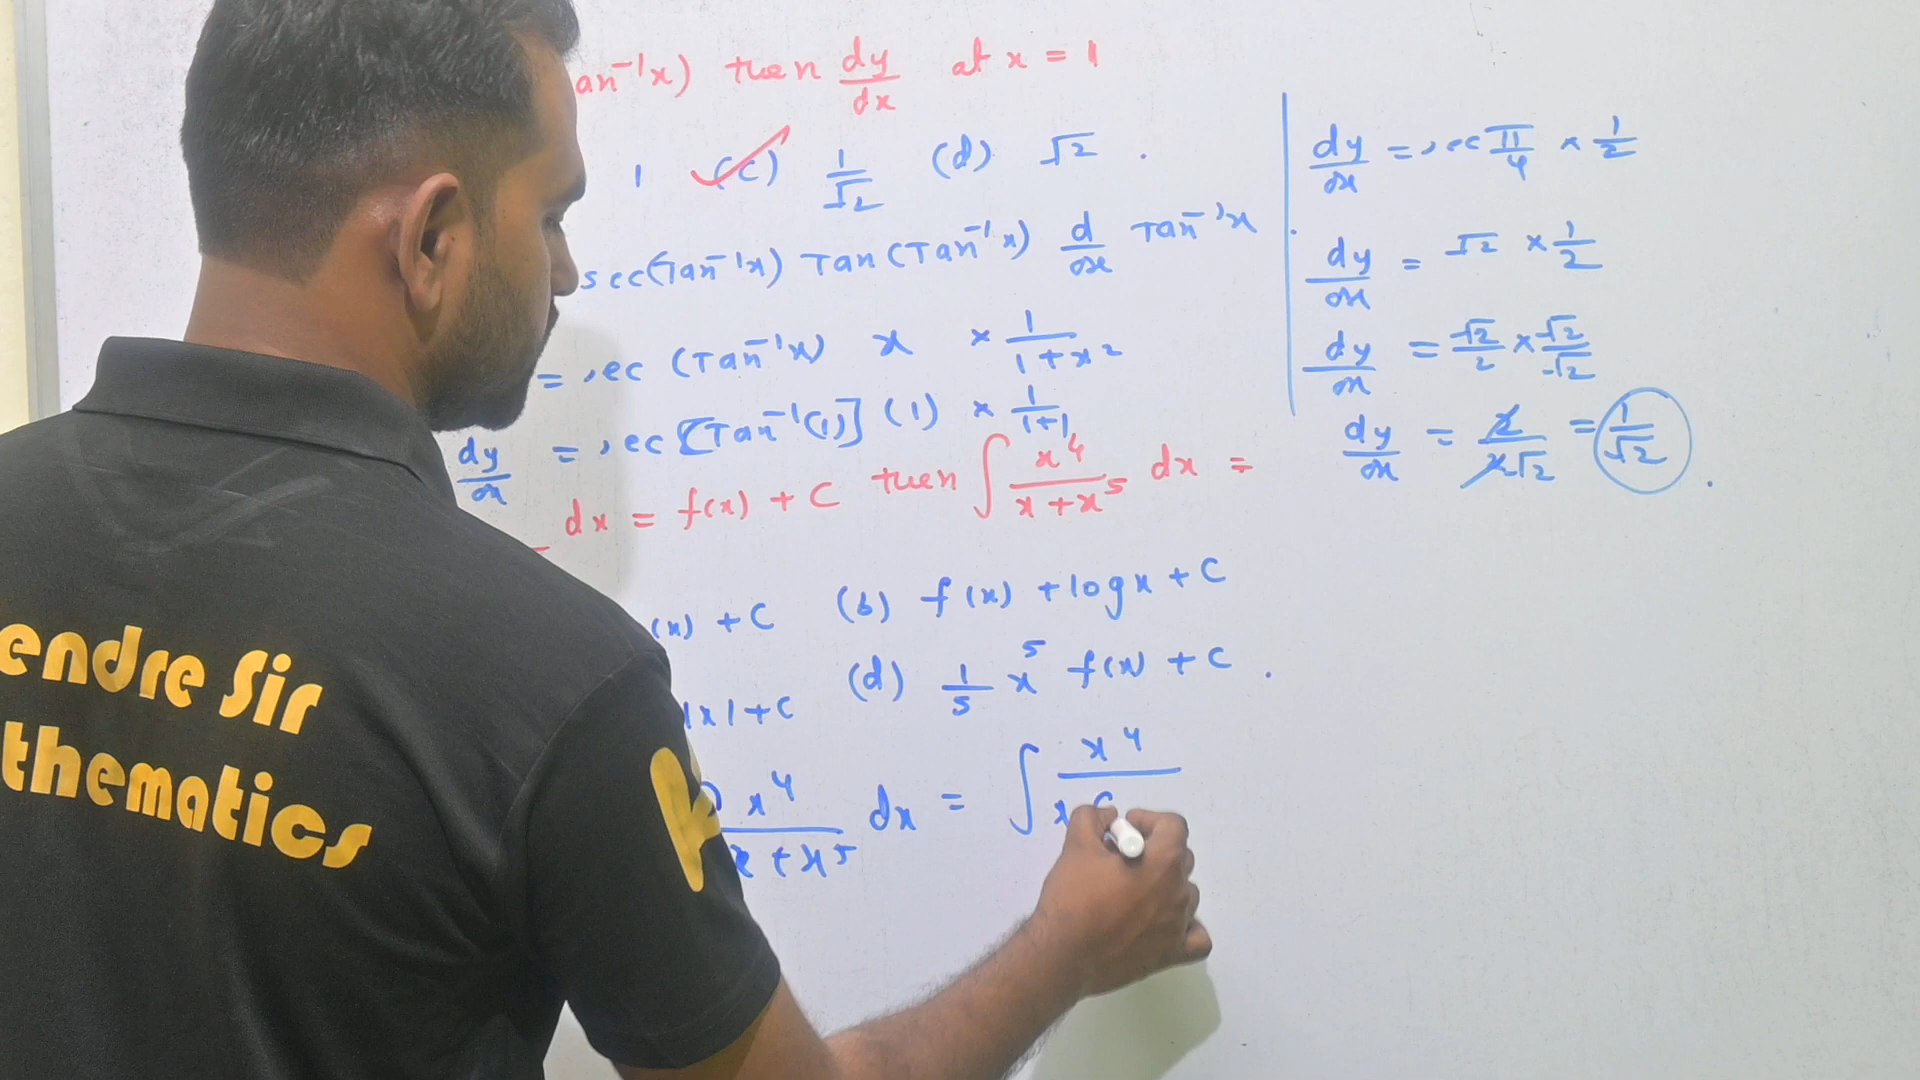 an⁻¹x) then dy/dx at x = 1
1 (c) 1/√2 (d) √2 .
sec(Tan⁻¹x) Tan(Tan⁻¹x) d/dx Tan⁻¹x
= sec (Tan⁻¹x) x × 1/(1+x²
dy/dx = sec [Tan⁻¹(1)] (1) × 1/(1+1
dx = f(x) + C then ∫ x⁴/(x+x⁵) dx =
(x) + C (b) f(x) + log x + C
|x|+C (d) 1/5 x⁵ f(x) + C .
x⁴/(x+x⁵) dx = ∫ x⁴/x
dy/dx = sec π/4 × 1/2
dy/dx = √2 × 1/2
dy/dx = √2/2 × √2/√2
dy/dx = 2/2√2 = 1/√2 .
endre Sir
thematics